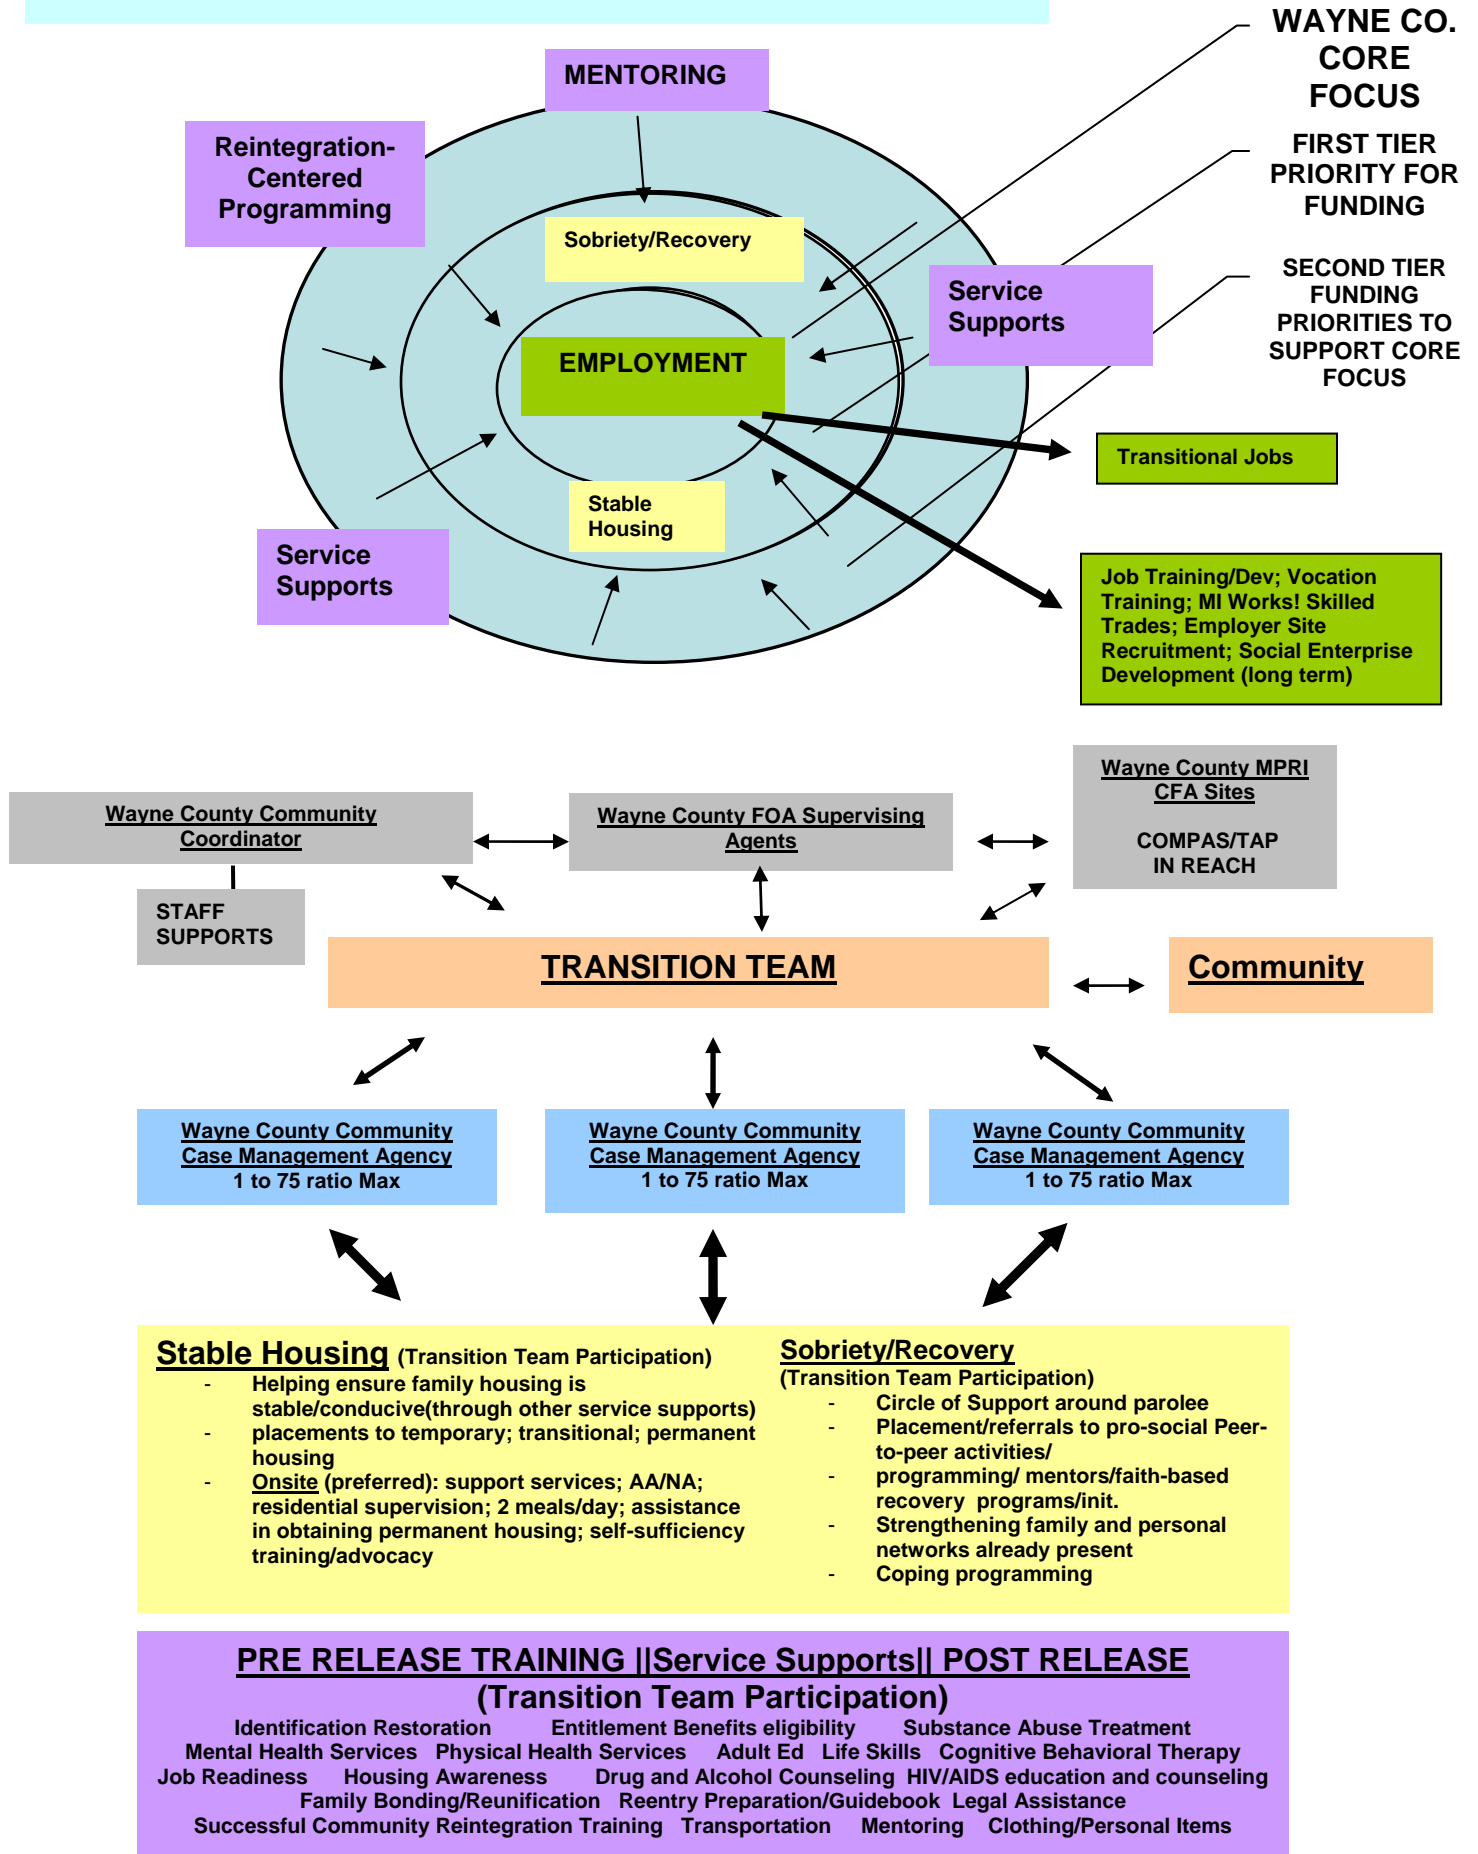 WAYNE CO.
CORE
FOCUS
MENTORING
Reintegration-
Centered
Programming
FIRST TIER
PRIORITY FOR
FUNDING
Sobriety/Recovery
Service
Supports
SECOND TIER
FUNDING
PRIORITIES TO
SUPPORT CORE
FOCUS
EMPLOYMENT
Transitional Jobs
Stable
Housing
Service
Supports
Job Training/Dev; Vocation
Training; MI Works! Skilled
Trades; Employer Site
Recruitment; Social Enterprise
Development (long term)
Wayne County Community
Coordinator
Wayne County FOA Supervising
Agents
Wayne County MPRI
CFA Sites
COMPAS/TAP
IN REACH
STAFF
SUPPORTS
TRANSITION TEAM
Community
Wayne County Community
Case Management Agency
1 to 75 ratio Max
Wayne County Community
Case Management Agency
1 to 75 ratio Max
Wayne County Community
Case Management Agency
1 to 75 ratio Max
Stable Housing (Transition Team Participation)
- Helping ensure family housing is
stable/conducive(through other service supports)
- placements to temporary; transitional; permanent
housing
- Onsite (preferred): support services; AA/NA;
residential supervision; 2 meals/day; assistance
in obtaining permanent housing; self-sufficiency
training/advocacy
Sobriety/Recovery
(Transition Team Participation)
- Circle of Support around parolee
- Placement/referrals to pro-social Peer-
to-peer activities/
- programming/ mentors/faith-based
recovery programs/init.
- Strengthening family and personal
networks already present
- Coping programming
PRE RELEASE TRAINING ||Service Supports|| POST RELEASE
(Transition Team Participation)
Identification Restoration Entitlement Benefits eligibility Substance Abuse Treatment
Mental Health Services Physical Health Services Adult Ed Life Skills Cognitive Behavioral Therapy
Job Readiness Housing Awareness Drug and Alcohol Counseling HIV/AIDS education and counseling
Family Bonding/Reunification Reentry Preparation/Guidebook Legal Assistance
Successful Community Reintegration Training Transportation Mentoring Clothing/Personal Items